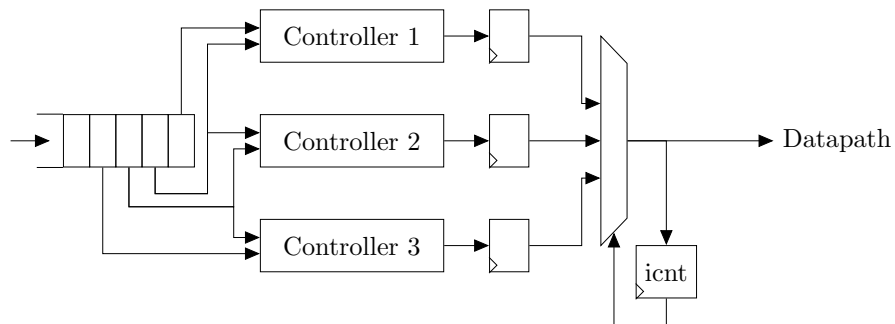 Controller 1
Controller 2
Datapath
Controller 3
icnt